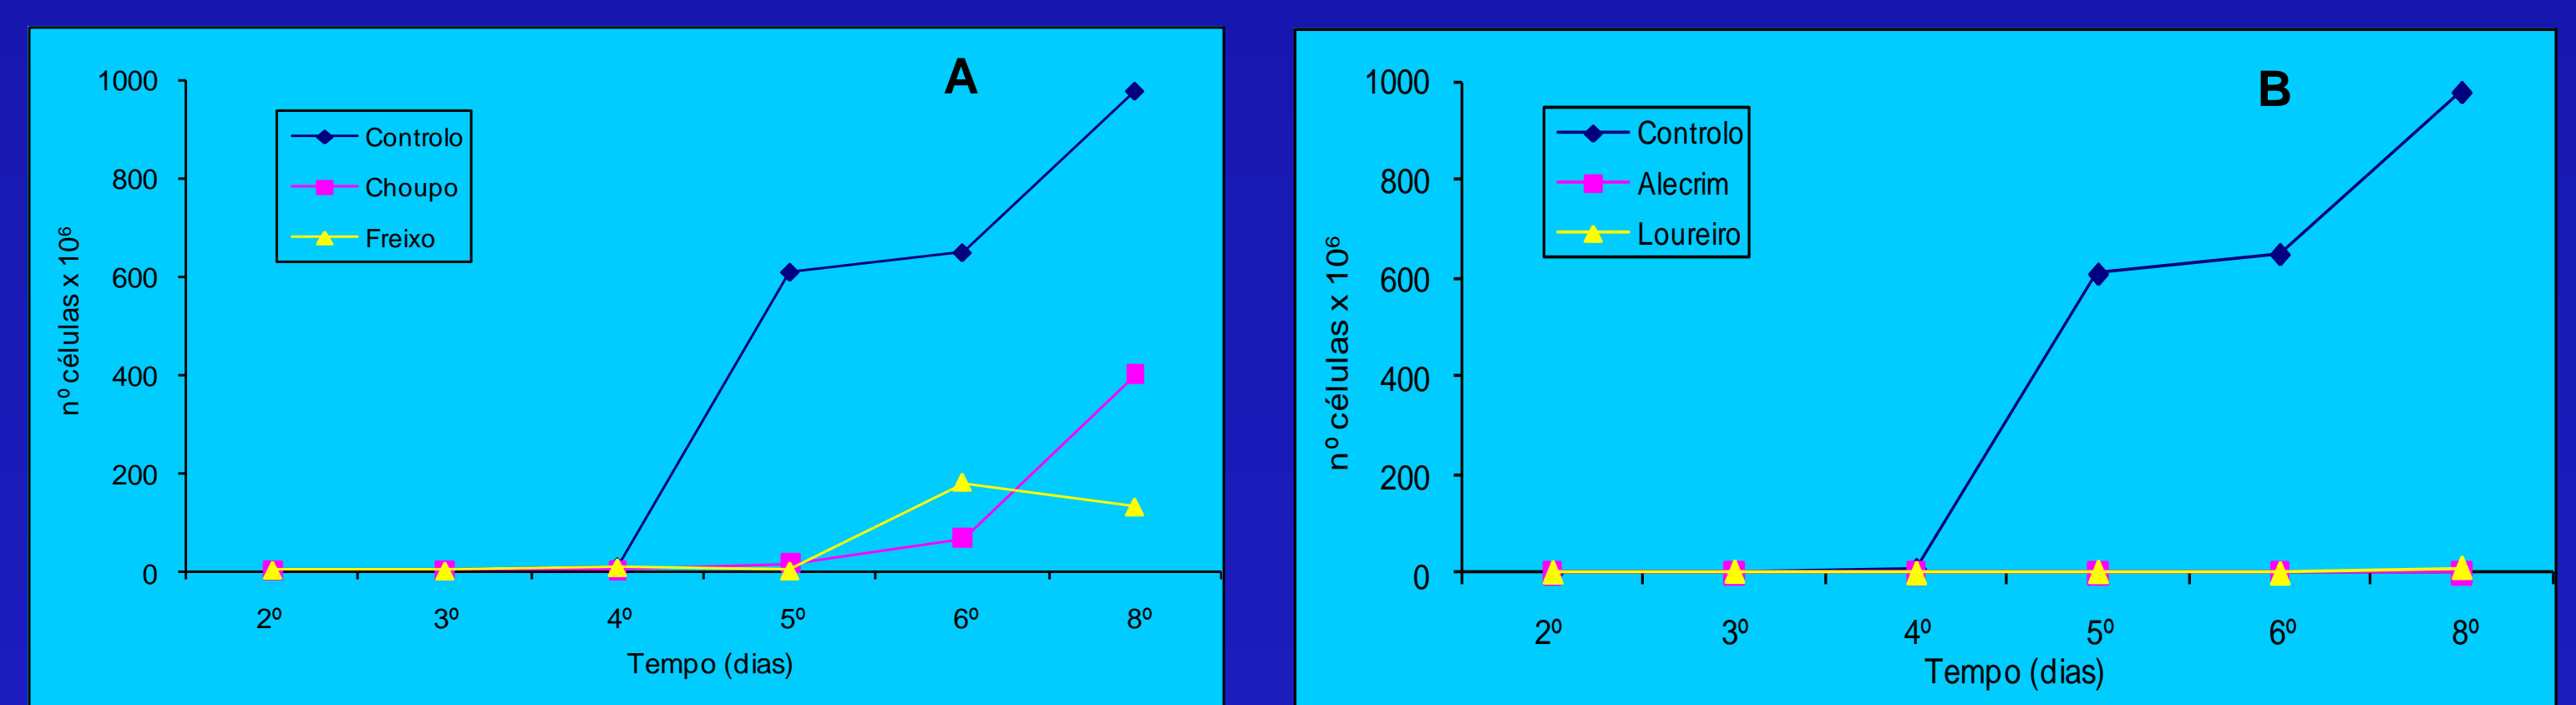 A
1000
800
600
400
200
0
nº células x 10⁶
Controlo
Choupo
Freixo
2º 3º 4º 5º 6º 8º
Tempo (dias)
B
1000
800
600
400
200
0
nº células x 10⁶
Controlo
Alecrim
Loureiro
2º 3º 4º 5º 6º 8º
Tempo (dias)